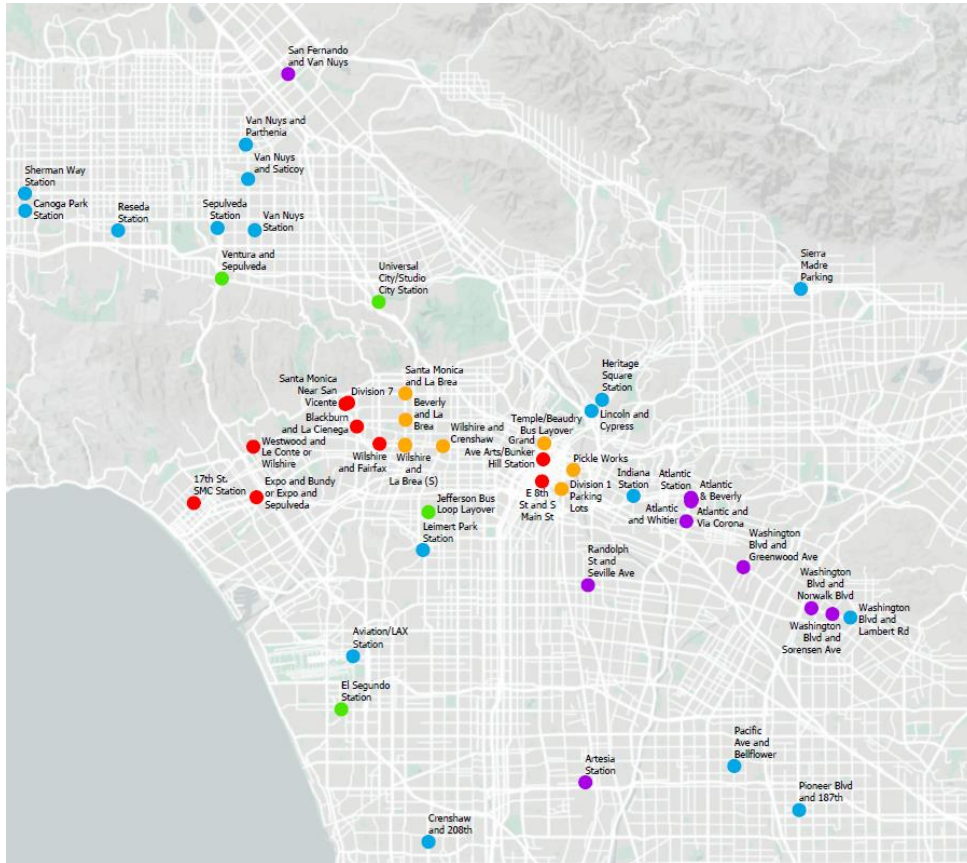 San Fernando
and Van Nuys
Van Nuys and
Parthenia
Van Nuys
and Saticoy
Sherman Way
Station
Canoga Park
Station
Reseda
Station
Sepulveda
Station
Van Nuys
Station
Ventura and
Sepulveda
Universal
City/Studio
City Station
Sierra
Madre
Parking
Heritage
Square
Station
Lincoln and
Cypress
Santa Monica
and La Brea
Santa Monica
Near San
Vicente
Division 7
Beverly
and La
Brea
Blackburn
and La Cienega
Wilshire and
Crenshaw
Temple/Beaudry
Bus Layover
Grand
Ave Arts/Bunker
Hill Station
Westwood and
Le Conte or
Wilshire
Wilshire
and Fairfax
Wilshire
and
La Brea (S)
Pickle Works
17th St.
SMC Station
Expo and Bundy
or Expo and
Sepulveda
E 8th
St and S
Main St
Division 1
Parking
Lots
Indiana
Station
Atlantic
Station
Atlantic
& Beverly
Atlantic and
Via Corona
Atlantic
and Whittier
Jefferson Bus
Loop Layover
Leimert Park
Station
Randolph
St and
Seville Ave
Washington
Blvd and
Greenwood Ave
Washington
Blvd and
Norwalk Blvd
Washington
Blvd and
Sorensen Ave
Washington
Blvd and
Lambert Rd
Aviation/LAX
Station
El Segundo
Station
Artesia
Station
Pacific
Ave and
Bellflower
Pioneer Blvd
and 187th
Crenshaw
and 208th